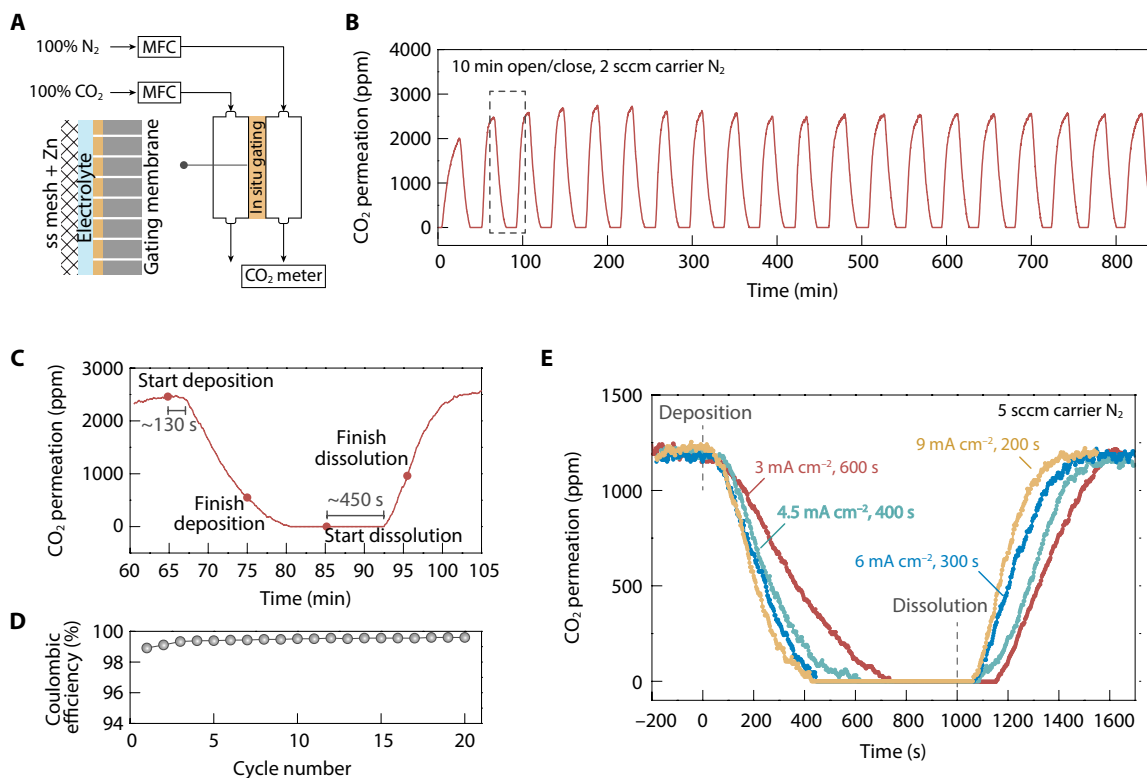 A
100% N₂
MFC
100% CO₂
MFC
ss mesh + Zn
Electrolyte
Gating membrane
In situ gating
CO₂ meter
B
CO₂ permeation (ppm)
4000
3000
2000
1000
0
10 min open/close, 2 sccm carrier N₂
0 100 200 300 400 500 600 700 800
Time (min)
C
CO₂ permeation (ppm)
3000
2000
1000
0
Start deposition
~130 s
Finish
deposition
Finish
dissolution
~450 s
Start dissolution
60 65 70 75 80 85 90 95 100 105
Time (min)
D
Coulombic
efficiency (%)
100
98
96
94
0 5 10 15 20
Cycle number
E
CO₂ permeation (ppm)
1500
1000
500
0
Deposition
5 sccm carrier N₂
9 mA cm⁻², 200 s
3 mA cm⁻², 600 s
4.5 mA cm⁻², 400 s
6 mA cm⁻², 300 s
Dissolution
−200 0 200 400 600 800 1000 1200 1400 1600
Time (s)